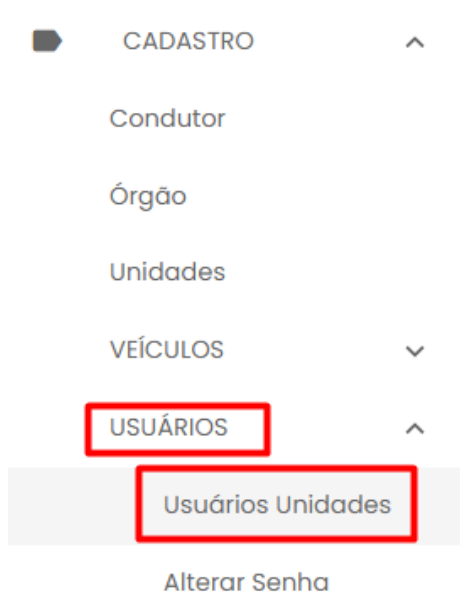 CADASTRO
Condutor
Órgão
Unidades
VEÍCULOS
USUÁRIOS
Usuários Unidades
Alterar Senha